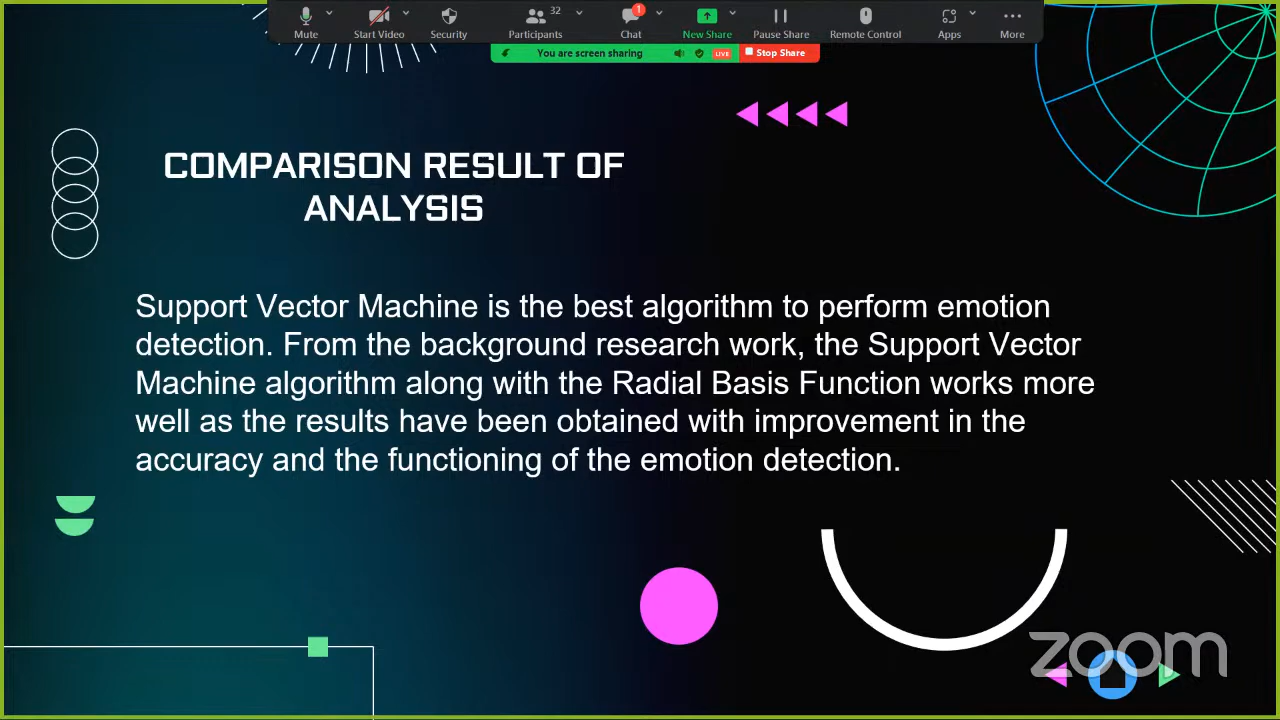 Mute
Start Video
Security
32
Participants
1
Chat
New Share
Pause Share
Remote Control
Apps
More
You are screen sharing
LIVE
Stop Share
COMPARISON RESULT OF
ANALYSIS
Support Vector Machine is the best algorithm to perform emotion
detection. From the background research work, the Support Vector
Machine algorithm along with the Radial Basis Function works more
well as the results have been obtained with improvement in the
accuracy and the functioning of the emotion detection.
zoom